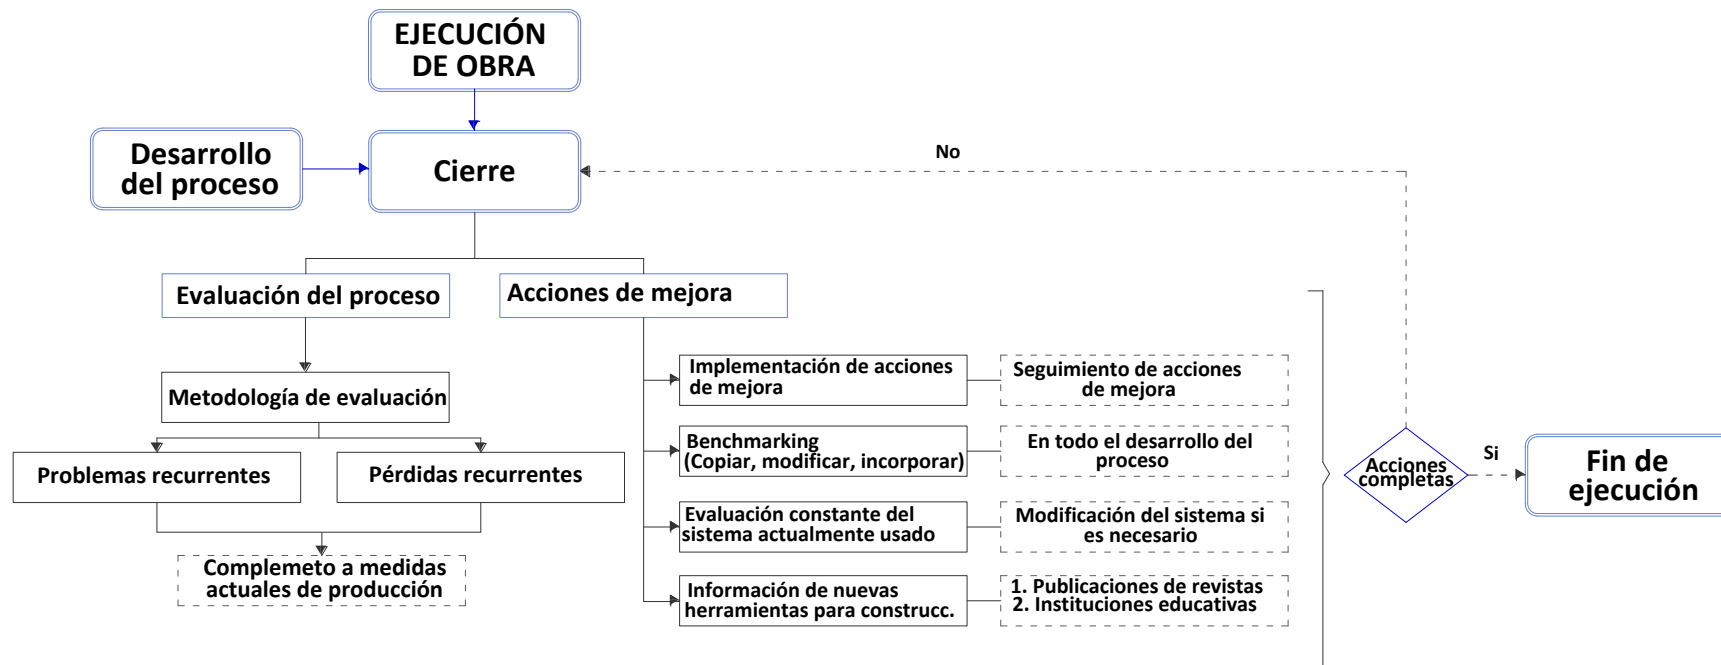 EJECUCIÓN
DE OBRA
Desarrollo
del proceso
Cierre
No
Evaluación del proceso
Acciones de mejora
Metodología de evaluación
Problemas recurrentes
Pérdidas recurrentes
Complemeto a medidas
actuales de producción
Implementación de acciones
de mejora
Seguimiento de acciones
de mejora
Benchmarking
(Copiar, modificar, incorporar)
En todo el desarrollo del
proceso
Evaluación constante del
sistema actualmente usado
Modificación del sistema si
es necesario
Información de nuevas
herramientas para construcc.
1. Publicaciones de revistas
2. Instituciones educativas
Acciones
completas
Si
Fin de
ejecución